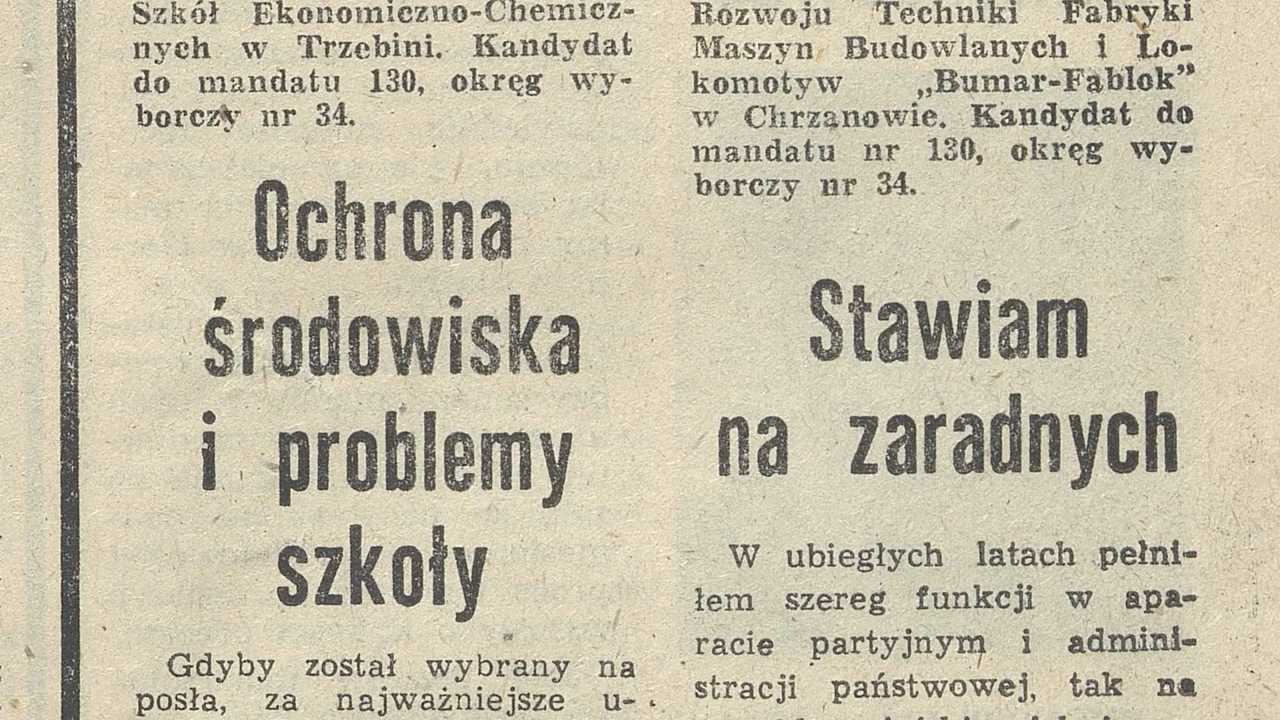 Szkół Ekonomiczno-Chemicz-
nych w Trzebini. Kandydat
do mandatu 130, okręg wy-
borczy nr 34.
Ochrona
środowiska
i problemy
szkoły
Gdyby został wybrany na
posła, za najważniejsze u-
Rozwoju Techniki Fabryki
Maszyn Budowlanych i Lo-
komotyw „Bumar-Fablok”
w Chrzanowie. Kandydat do
mandatu nr 130, okręg wy-
borczy nr 34.
Stawiam
na zaradnych
W ubiegłych latach pełni-
łem szereg funkcji w apa-
racie partyjnym i admini-
stracji państwowej, tak na